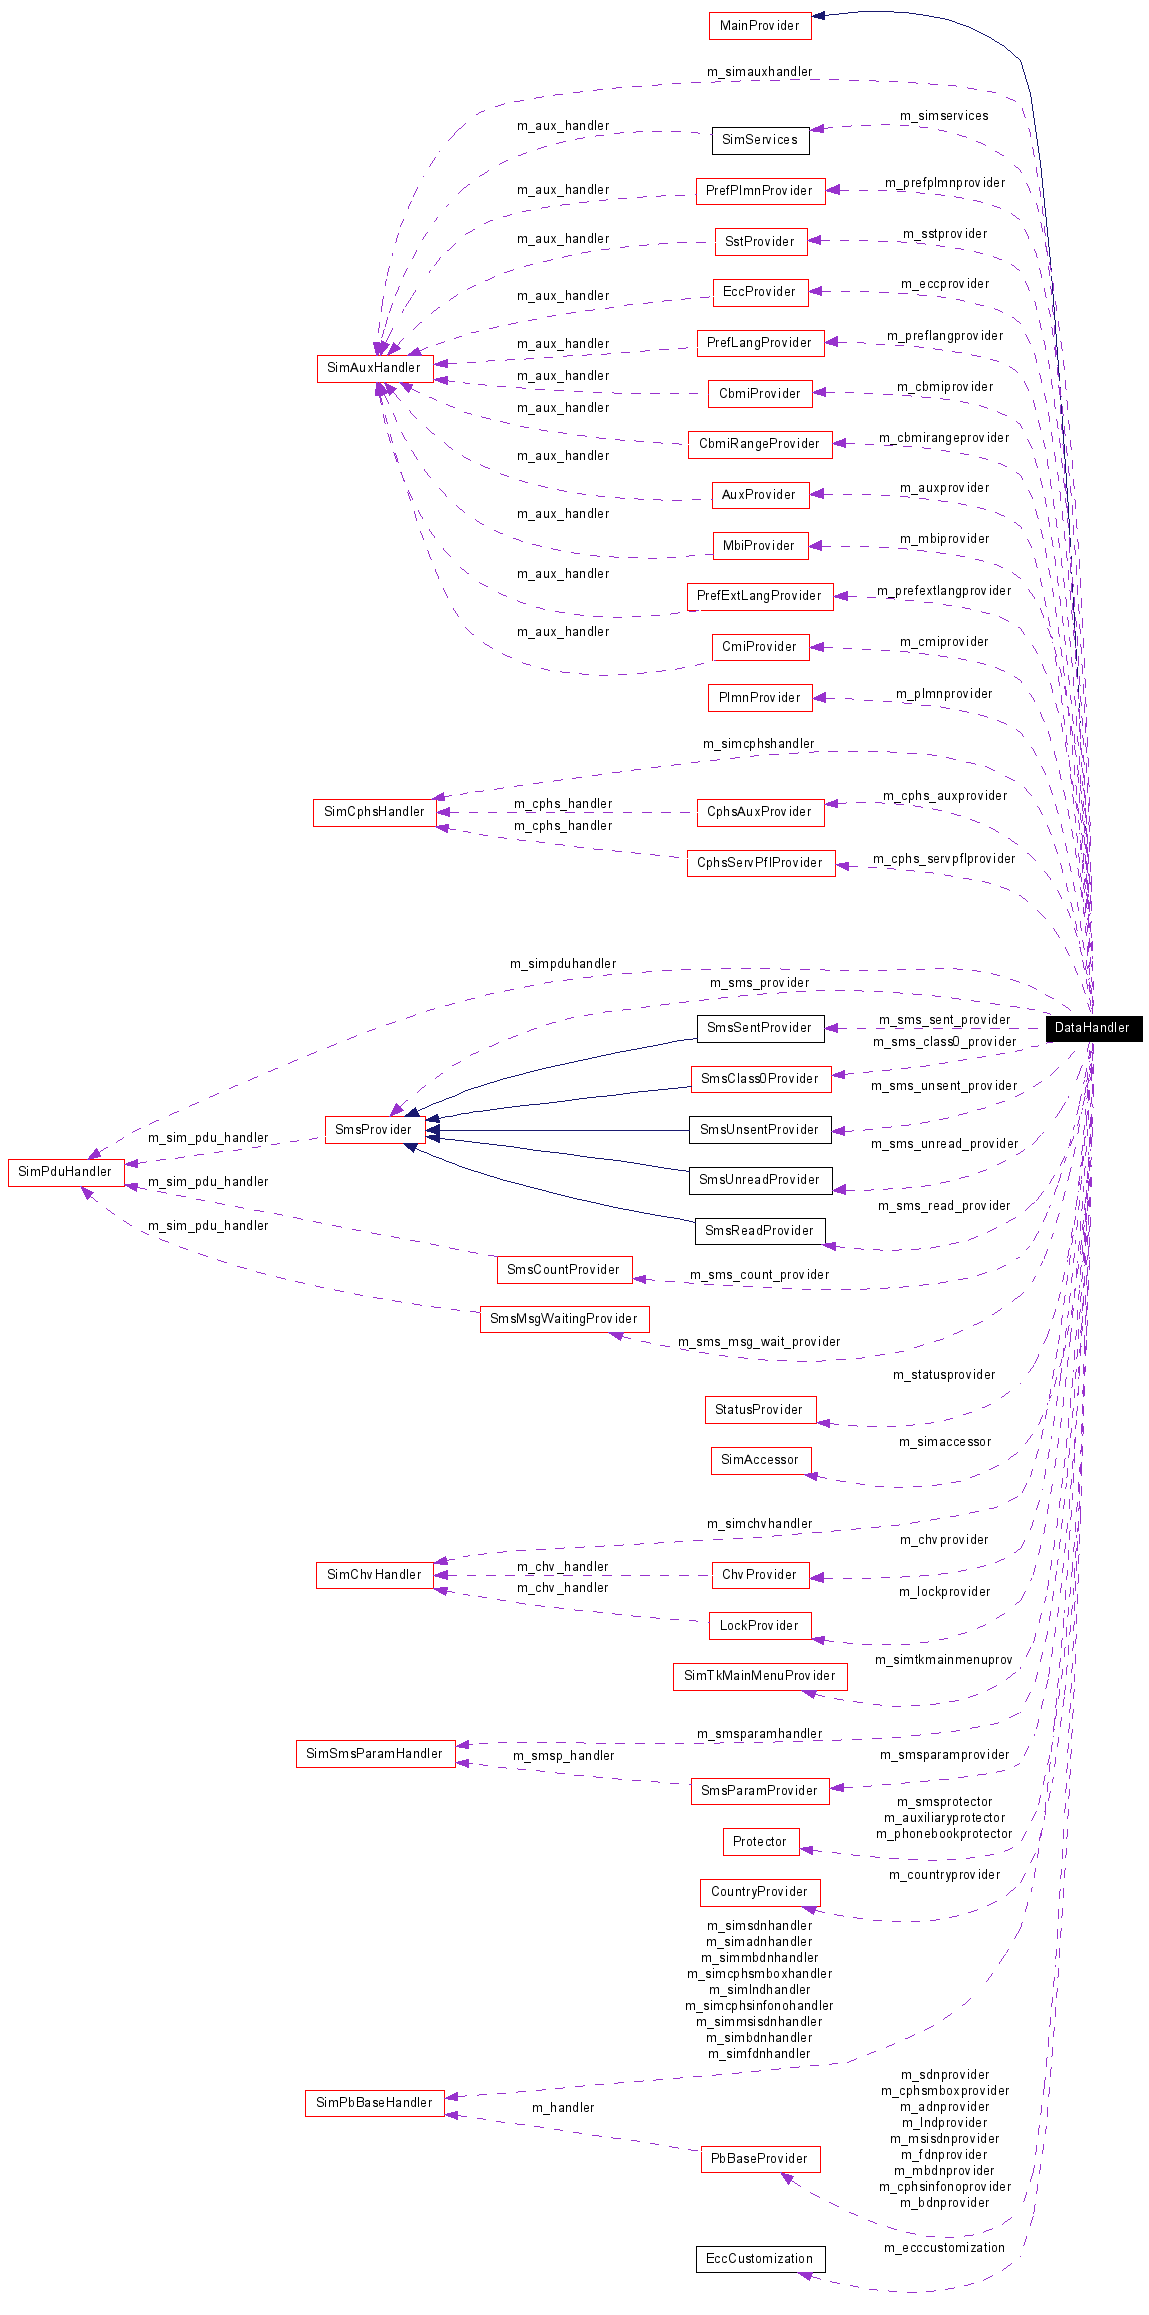 MainProvider
m_simauxhandler
m_simservices
m_aux_handler
SimServices
m_prefplmnprovider
m_aux_handler
PrefPlmnProvider
m_sstprovider
m_aux_handler
SstProvider
m_eccprovider
m_aux_handler
EccProvider
m_preflangprovider
m_aux_handler
PrefLangProvider
SimAuxHandler
m_aux_handler
m_cbmiprovider
CbmiProvider
m_aux_handler
m_cbmirangeprovider
CbmiRangeProvider
m_aux_handler
m_auxprovider
AuxProvider
m_aux_handler
m_mbiprovider
MbiProvider
m_aux_handler
m_prefextlangprovider
PrefExtLangProvider
m_aux_handler
m_cmiprovider
CmiProvider
m_plmnprovider
PlmnProvider
m_simcphshandler
m_cphs_auxprovider
m_cphs_handler
SimCphsHandler
CphsAuxProvider
m_cphs_handler
m_cphs_servpflprovider
CphsServPflProvider
m_simpduhandler
m_sms_provider
m_sms_sent_provider
SmsSentProvider
DataHandler
m_sms_class0_provider
SmsClass0Provider
m_sms_unsent_provider
SmsProvider
SmsUnsentProvider
m_sim_pdu_handler
m_sms_unread_provider
SimPduHandler
SmsUnreadProvider
m_sim_pdu_handler
m_sms_read_provider
m_sim_pdu_handler
SmsReadProvider
SmsCountProvider
m_sms_count_provider
SmsMsgWaitingProvider
m_sms_msg_wait_provider
m_statusprovider
StatusProvider
m_simaccessor
SimAccessor
m_simchvhandler
m_chvprovider
m_chv_handler
SimChvHandler
ChvProvider
m_chv_handler
m_lockprovider
LockProvider
m_simtkmainmenuprov
SimTkMainMenuProvider
m_smsparamhandler
SimSmsParamHandler
m_smsp_handler
m_smsparamprovider
SmsParamProvider
m_smsprotector
m_auxiliaryprotector
m_phonebookprotector
Protector
m_countryprovider
CountryProvider
m_simsdnhandler
m_simadnhandler
m_simmbdnhandler
m_simcphsmboxhandler
m_simlndhandler
m_simcphsinfonohandler
m_simmsisdnhandler
m_simbdnhandler
m_simfdnhandler
SimPbBaseHandler
m_handler
m_sdnprovider
m_cphsmboxprovider
m_adnprovider
m_lndprovider
m_msisdnprovider
m_fdnprovider
m_mbdnprovider
m_cphsinfonoprovider
m_bdnprovider
PbBaseProvider
m_ecccustomization
EccCustomization